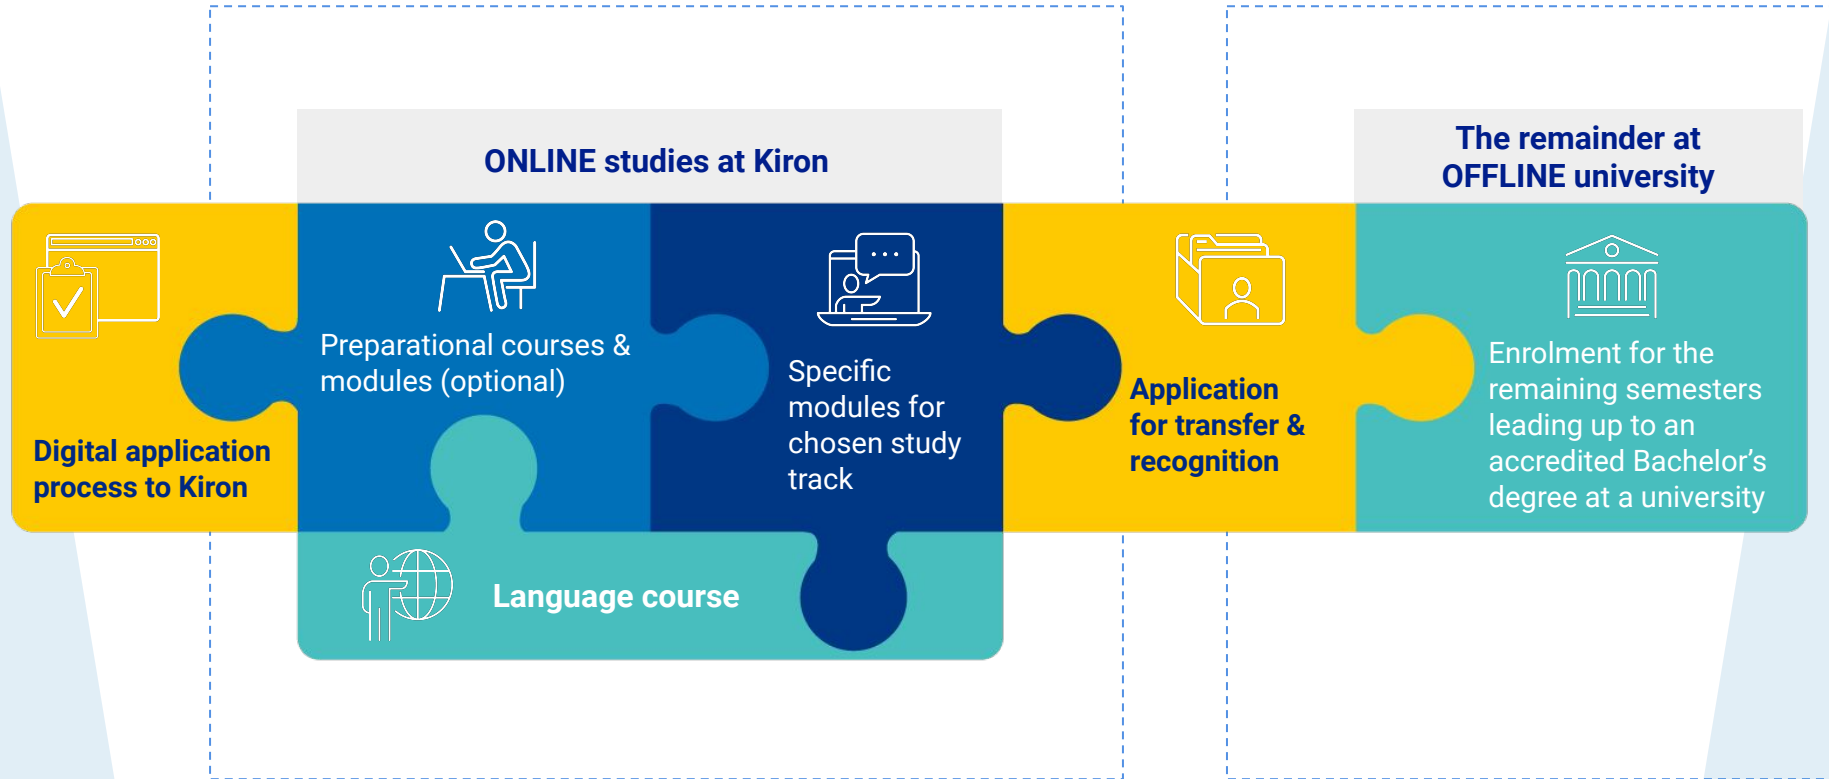 ONLINE studies at Kiron
The remainder at
OFFLINE university
Digital application
process to Kiron
Preparational courses &
modules (optional)
Specific
modules for
chosen study
track
Language course
Application
for transfer &
recognition
Enrolment for the
remaining semesters
leading up to an
accredited Bachelor’s
degree at a university